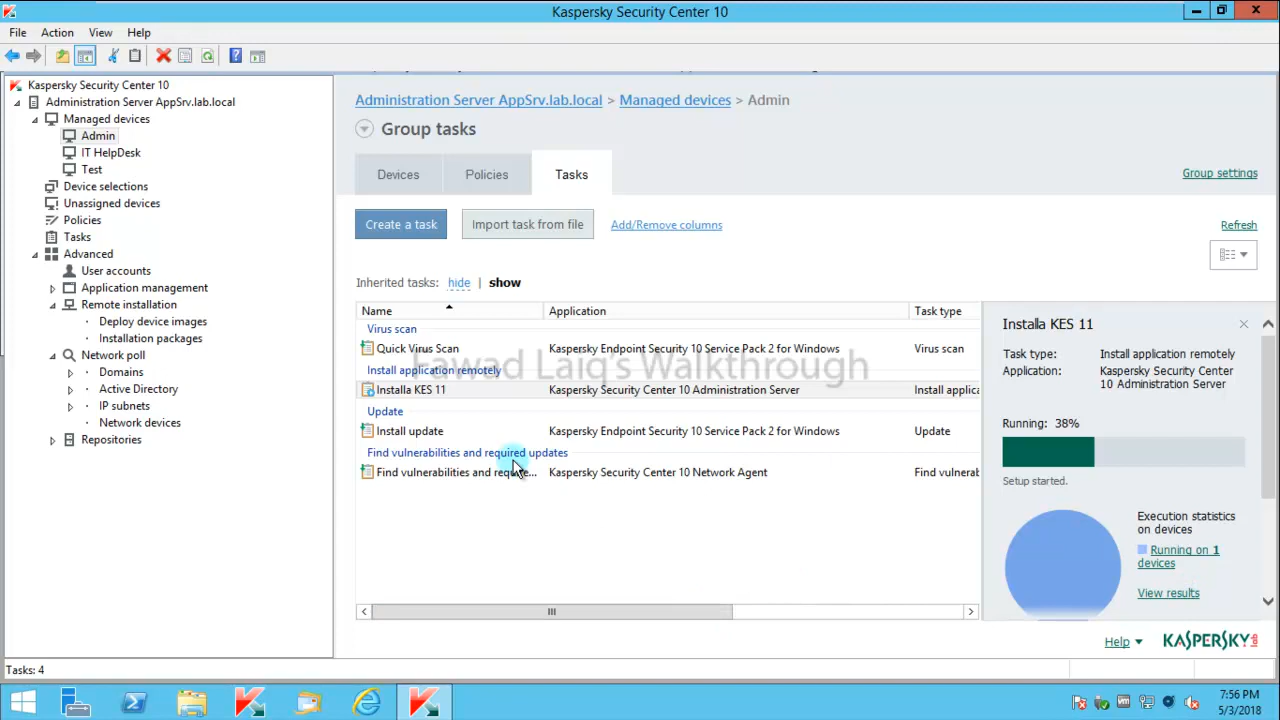 Kaspersky Security Center 10
File Action View Help
Kaspersky Security Center 10
Administration Server AppSrv.lab.local
Managed devices
Admin
IT HelpDesk
Test
Device selections
Unassigned devices
Policies
Tasks
Advanced
User accounts
Application management
Remote installation
Deploy device images
Installation packages
Network poll
Domains
Active Directory
IP subnets
Network devices
Repositories
Administration Server AppSrv.lab.local > Managed devices > Admin
Group tasks
Devices Policies Tasks
Group settings
Create a task Import task from file Add/Remove columns
Refresh
Inherited tasks: hide | show
Name Application Task type
Virus scan
Quick Virus Scan Kaspersky Endpoint Security 10 Service Pack 2 for Windows Virus scan
Fawad Laiq's Walkthrough
Install application remotely
Installa KES 11 Kaspersky Security Center 10 Administration Server Install applica
Update
Install update Kaspersky Endpoint Security 10 Service Pack 2 for Windows Update
Find vulnerabilities and required updates
Find vulnerabilities and require... Kaspersky Security Center 10 Network Agent Find vulnerab
Installa KES 11
Task type: Install application remotely
Application: Kaspersky Security Center
10 Administration Server
Running: 38%
Setup started.
Execution statistics
on devices
Running on 1
devices
View results
Help KASPERSKY
Tasks: 4
7:56 PM
5/3/2018